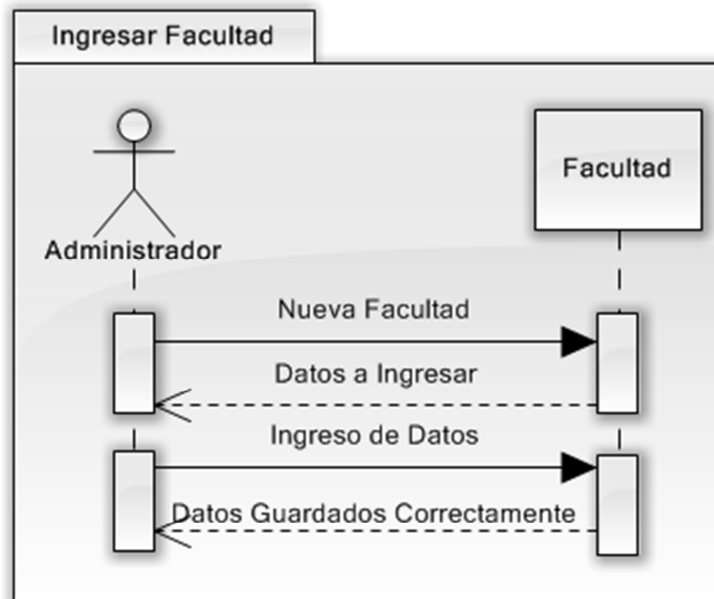 Ingresar Facultad
Facultad
Administrador
Nueva Facultad
Datos a Ingresar
Ingreso de Datos
Datos Guardados Correctamente